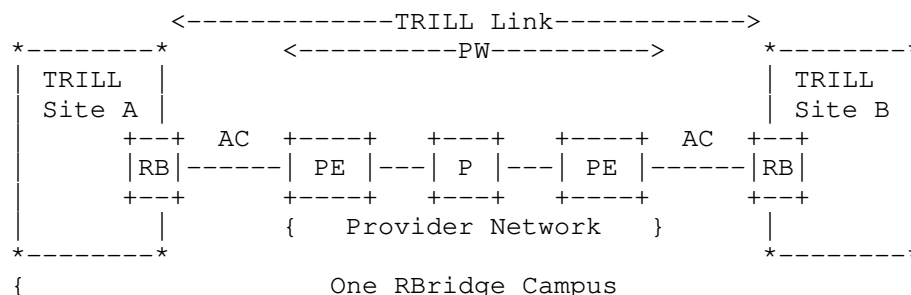 <-------------TRILL Link------------>
*--------* <----------PW----------> *--------*
| TRILL | | TRILL
| Site A | | Site B
| +--+ AC +----+ +---+ +----+ AC +--+
| |RB|------| PE |---| P |---| PE |------|RB|
| +--+ +----+ +---+ +----+ +--+
| | { Provider Network } |
*--------* *--------*
{ One RBridge Campus